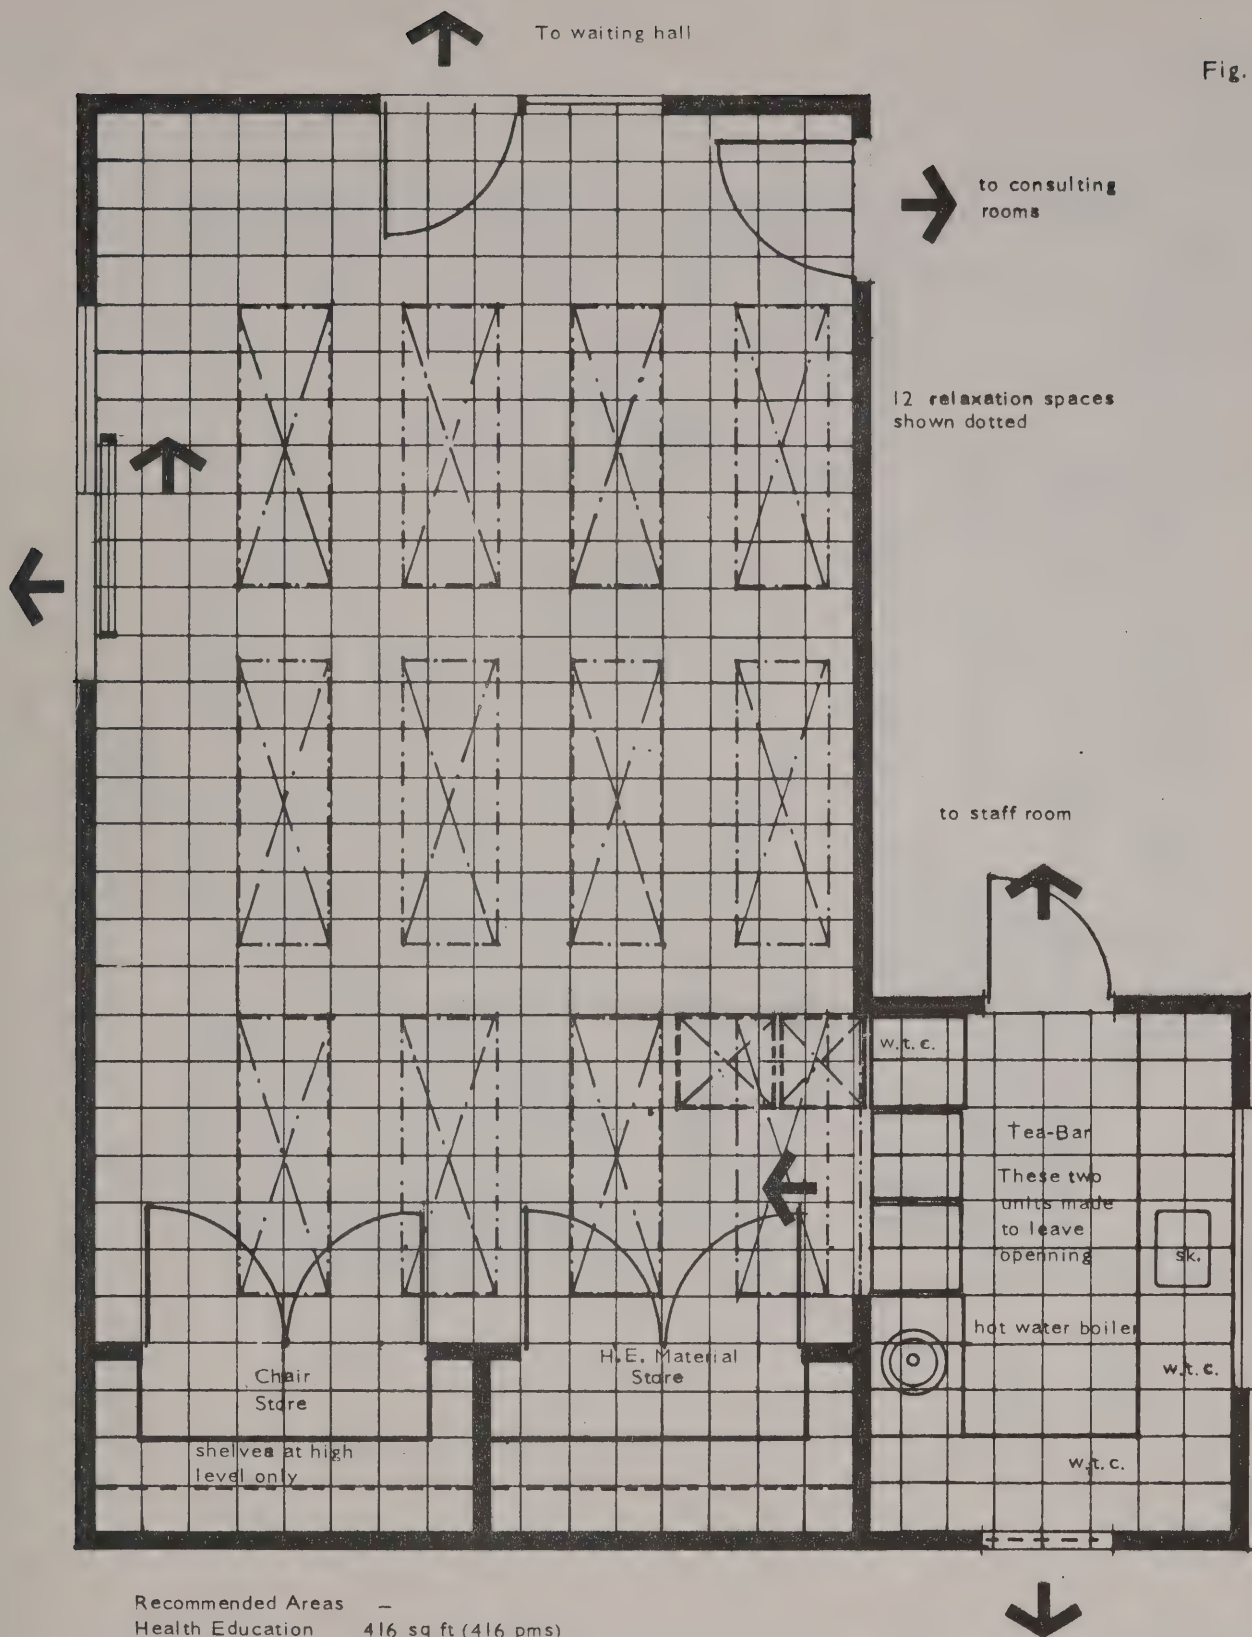 To waiting hall
Fig.
to consulting
rooms
12 relaxation spaces
shown dotted
to staff room
w.t.c.
Tea-Bar
These two
units made
to leave
openning
sk.
hot water boiler
w.t.c.
w.t.c.
Chair
Store
shelves at high
level only
H.E. Material
Store
Recommended Areas –
Health Education 416 sq ft (416 pms)